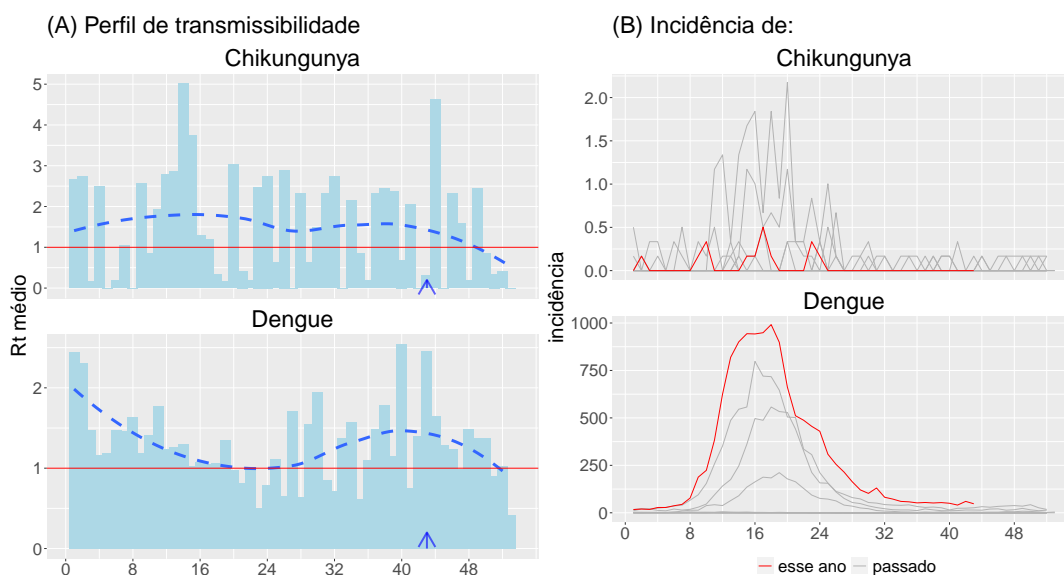 (A) Perfil de transmissibilidade
Chikungunya
5
4
3
2
1
0
Dengue
2
1
0
0 8 16 24 32 40 48
Rt médio
(B) Incidência de:
Chikungunya
2.0
1.5
1.0
0.5
0.0
Dengue
1000
750
500
250
0
0 8 16 24 32 40 48
incidência
esse ano passado